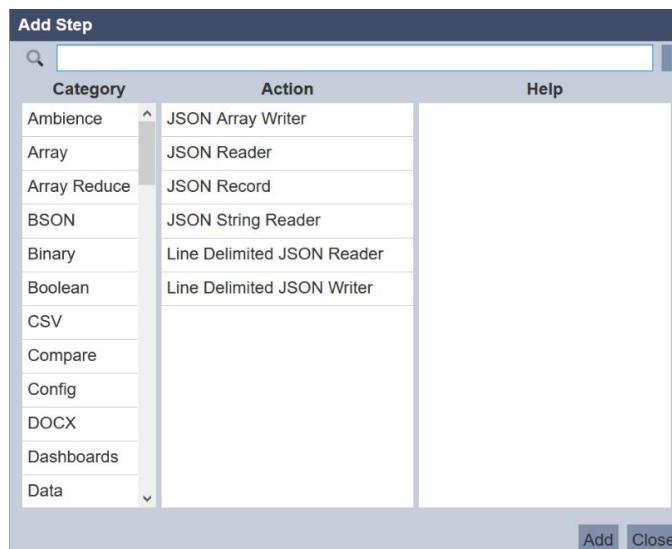 Add Step
Category Action Help
Ambience JSON Array Writer
Array JSON Reader
Array Reduce JSON Record
BSON JSON String Reader
Binary Line Delimited JSON Reader
Boolean Line Delimited JSON Writer
CSV
Compare
Config
DOCX
Dashboards
Data
Add Close